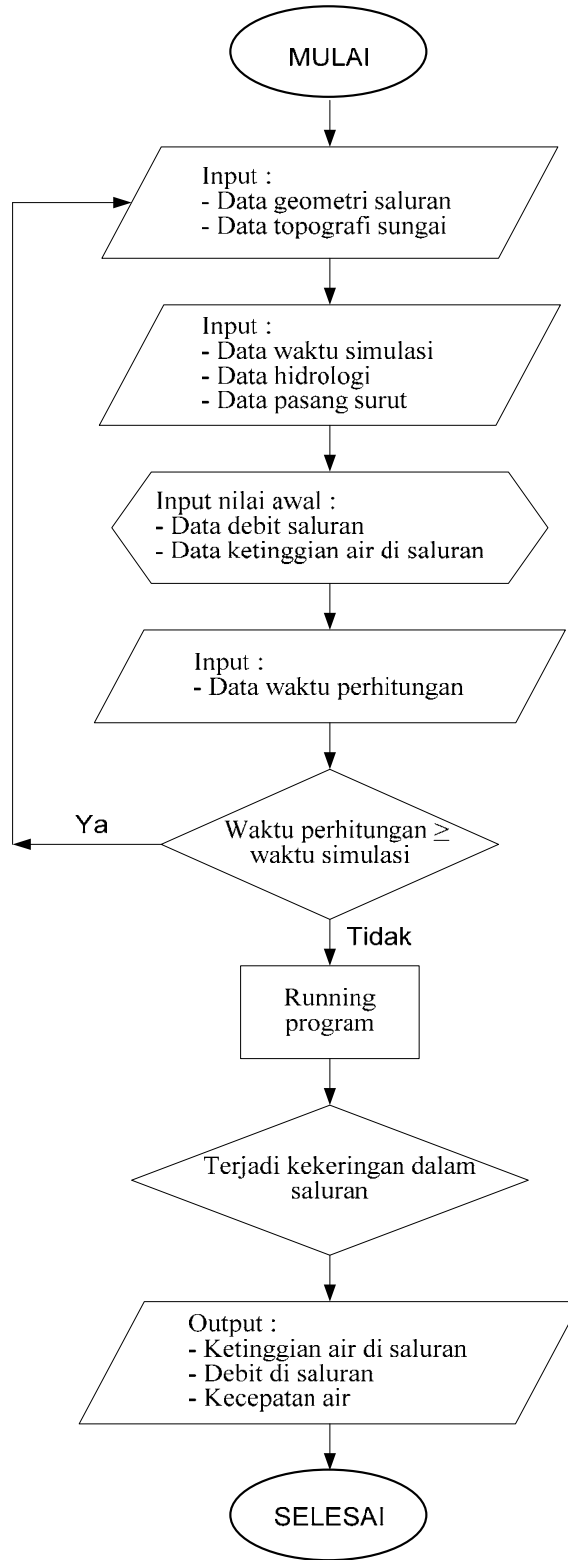 MULAI
Input :
- Data geometri saluran
- Data topografi sungai
Input :
- Data waktu simulasi
- Data hidrologi
- Data pasang surut
Input nilai awal :
- Data debit saluran
- Data ketinggian air di saluran
Input :
- Data waktu perhitungan
Ya
Waktu perhitungan ≥
waktu simulasi
Tidak
Running
program
Terjadi kekeringan dalam
saluran
Output :
- Ketinggian air di saluran
- Debit di saluran
- Kecepatan air
SELESAI